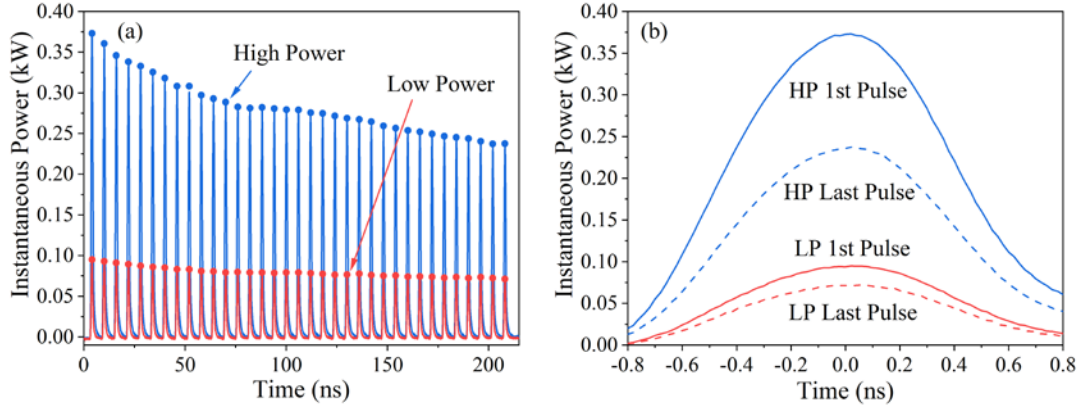 (a)
High Power
Low Power
0.40
0.35
0.30
0.25
0.20
0.15
0.10
0.05
0.00
Instantaneous Power (kW)
0
50
100
150
200
Time (ns)
(b)
HP 1st Pulse
HP Last Pulse
LP 1st Pulse
LP Last Pulse
0.40
0.35
0.30
0.25
0.20
0.15
0.10
0.05
0.00
Instantaneous Power (kW)
-0.8
-0.6
-0.4
-0.2
0.0
0.2
0.4
0.6
0.8
Time (ns)